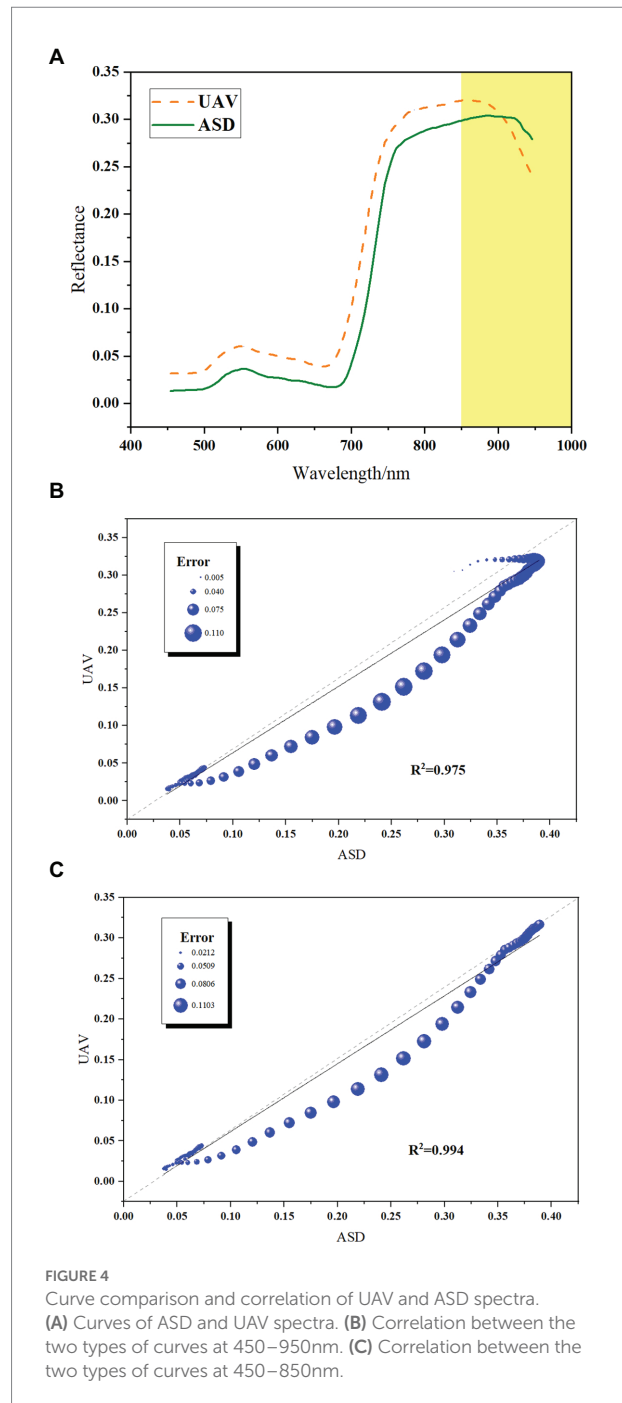 A
0.35
0.30
0.25
0.20
0.15
0.10
0.05
0.00
Reflectance
UAV
ASD
400 500 600 700 800 900 1000
Wavelength/nm
B
0.35
0.30
0.25
0.20
0.15
0.10
0.05
0.00
UAV
Error
0.005
0.040
0.075
0.110
R²=0.975
0.00 0.05 0.10 0.15 0.20 0.25 0.30 0.35 0.40
ASD
C
0.35
0.30
0.25
0.20
0.15
0.10
0.05
0.00
UAV
Error
0.0212
0.0509
0.0806
0.1103
R²=0.994
0.00 0.05 0.10 0.15 0.20 0.25 0.30 0.35 0.40
ASD
FIGURE 4
Curve comparison and correlation of UAV and ASD spectra.
(A) Curves of ASD and UAV spectra. (B) Correlation between the
two types of curves at 450–950nm. (C) Correlation between the
two types of curves at 450–850nm.